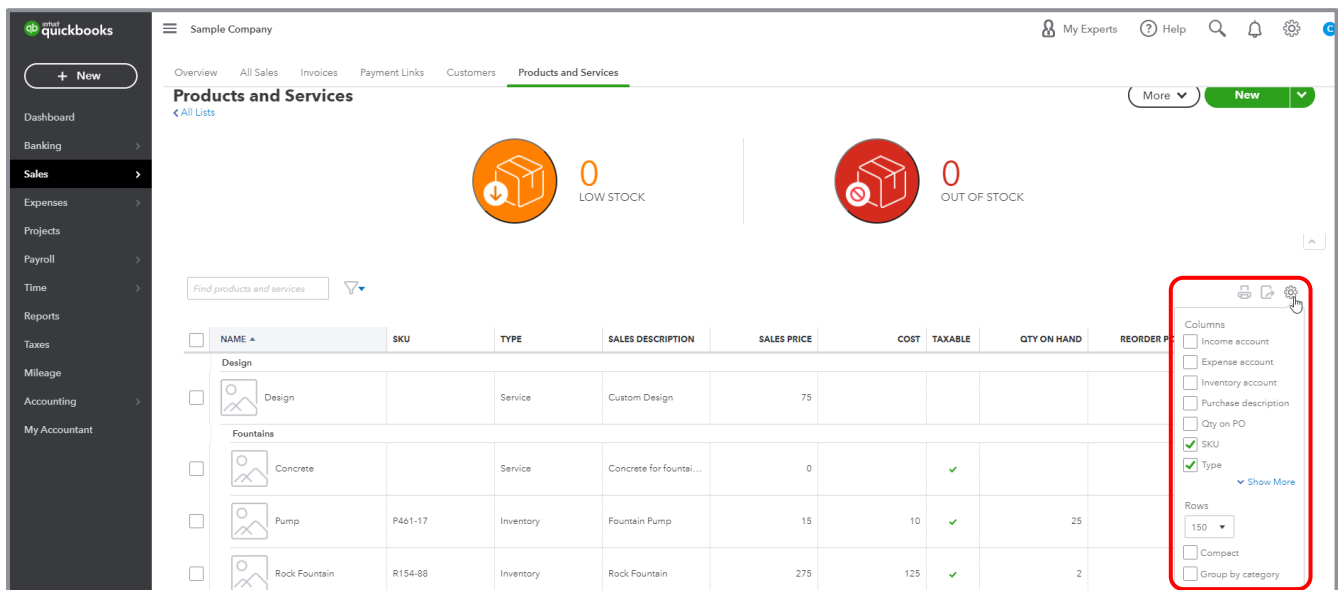 intuit
qb quickbooks
Sample Company
My Experts
? Help
C
+ New
Overview All Sales Invoices Payment Links Customers Products and Services
Products and Services
All Lists
More
New
Dashboard
Banking
Sales
Expenses
Projects
Payroll
Time
Reports
Taxes
Mileage
Accounting
My Accountant
0
LOW STOCK
0
OUT OF STOCK
Find products and services
NAME SKU TYPE SALES DESCRIPTION SALES PRICE COST TAXABLE QTY ON HAND REORDER
Design
Design Service Custom Design 75
Fountains
Concrete Service Concrete for fountai... 0
Pump P461-17 Inventory Fountain Pump 15 10 25
Rock Fountain R154-88 Inventory Rock Fountain 275 125 2
Columns
Income account
Expense account
Inventory account
Purchase description
Qty on PO
SKU
Type
Show More
Rows
150
Compact
Group by category